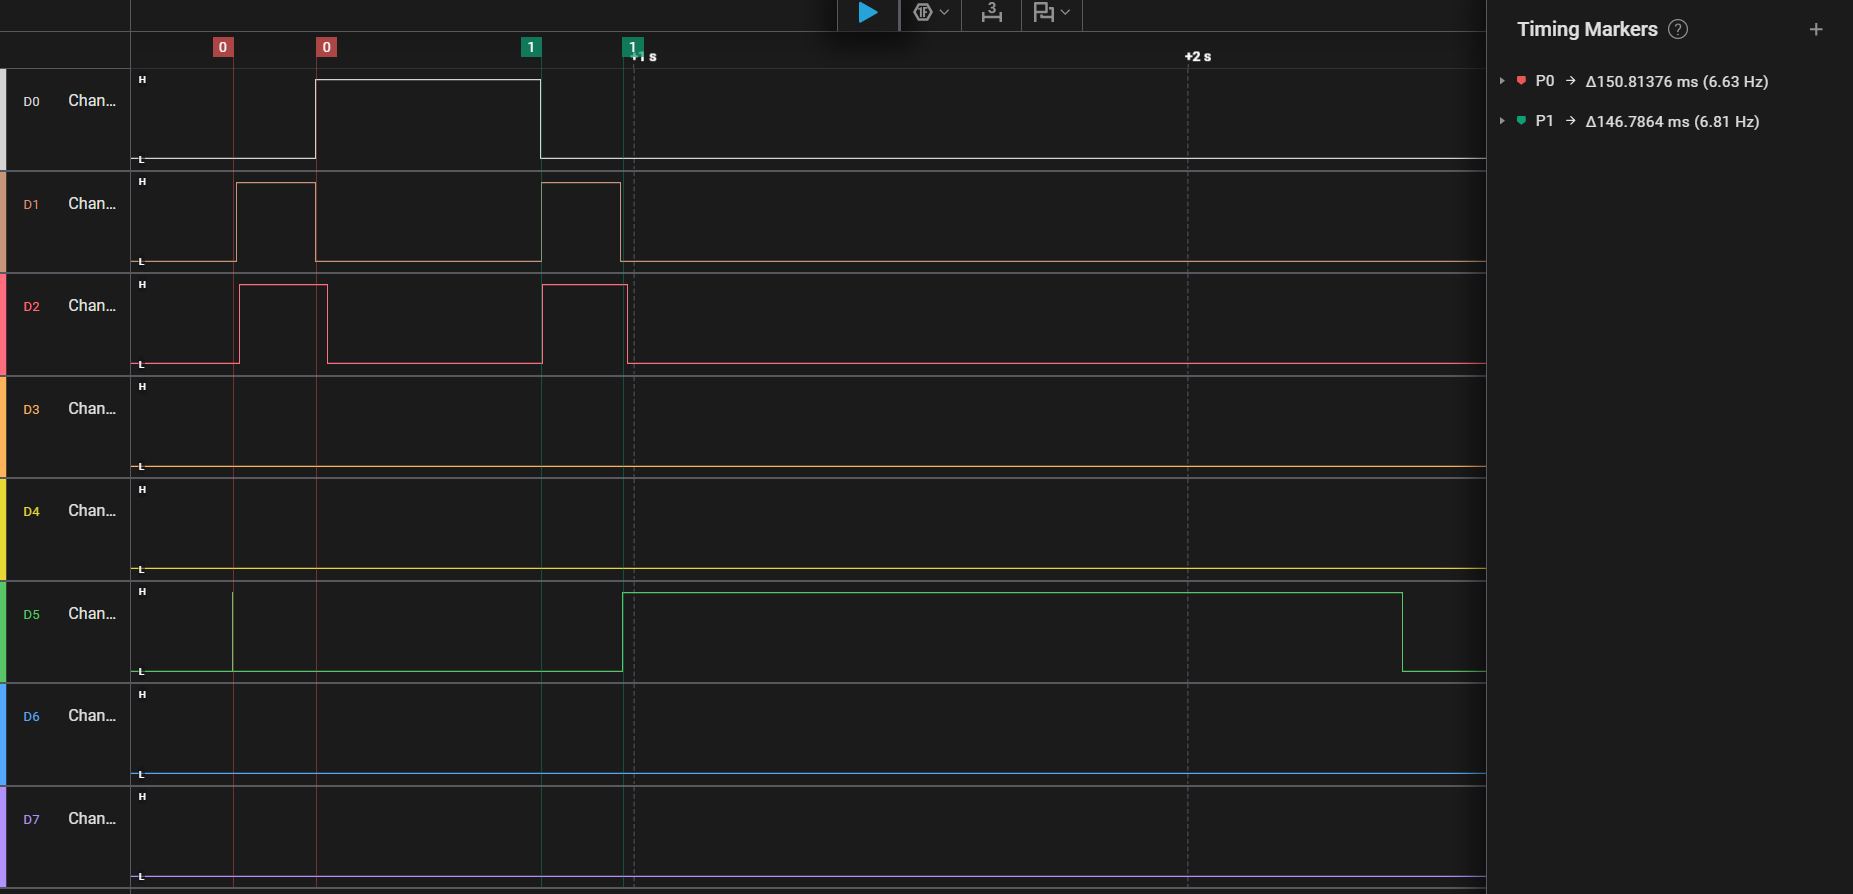 3
Timing Markers ?
0 0 1 1 +1 s +2 s
P0 → Δ150.81376 ms (6.63 Hz)
P1 → Δ146.7864 ms (6.81 Hz)
H
D0 Chan...
L
H
D1 Chan...
L
H
D2 Chan...
L
H
D3 Chan...
L
H
D4 Chan...
L
H
D5 Chan...
L
H
D6 Chan...
L
H
D7 Chan...
L